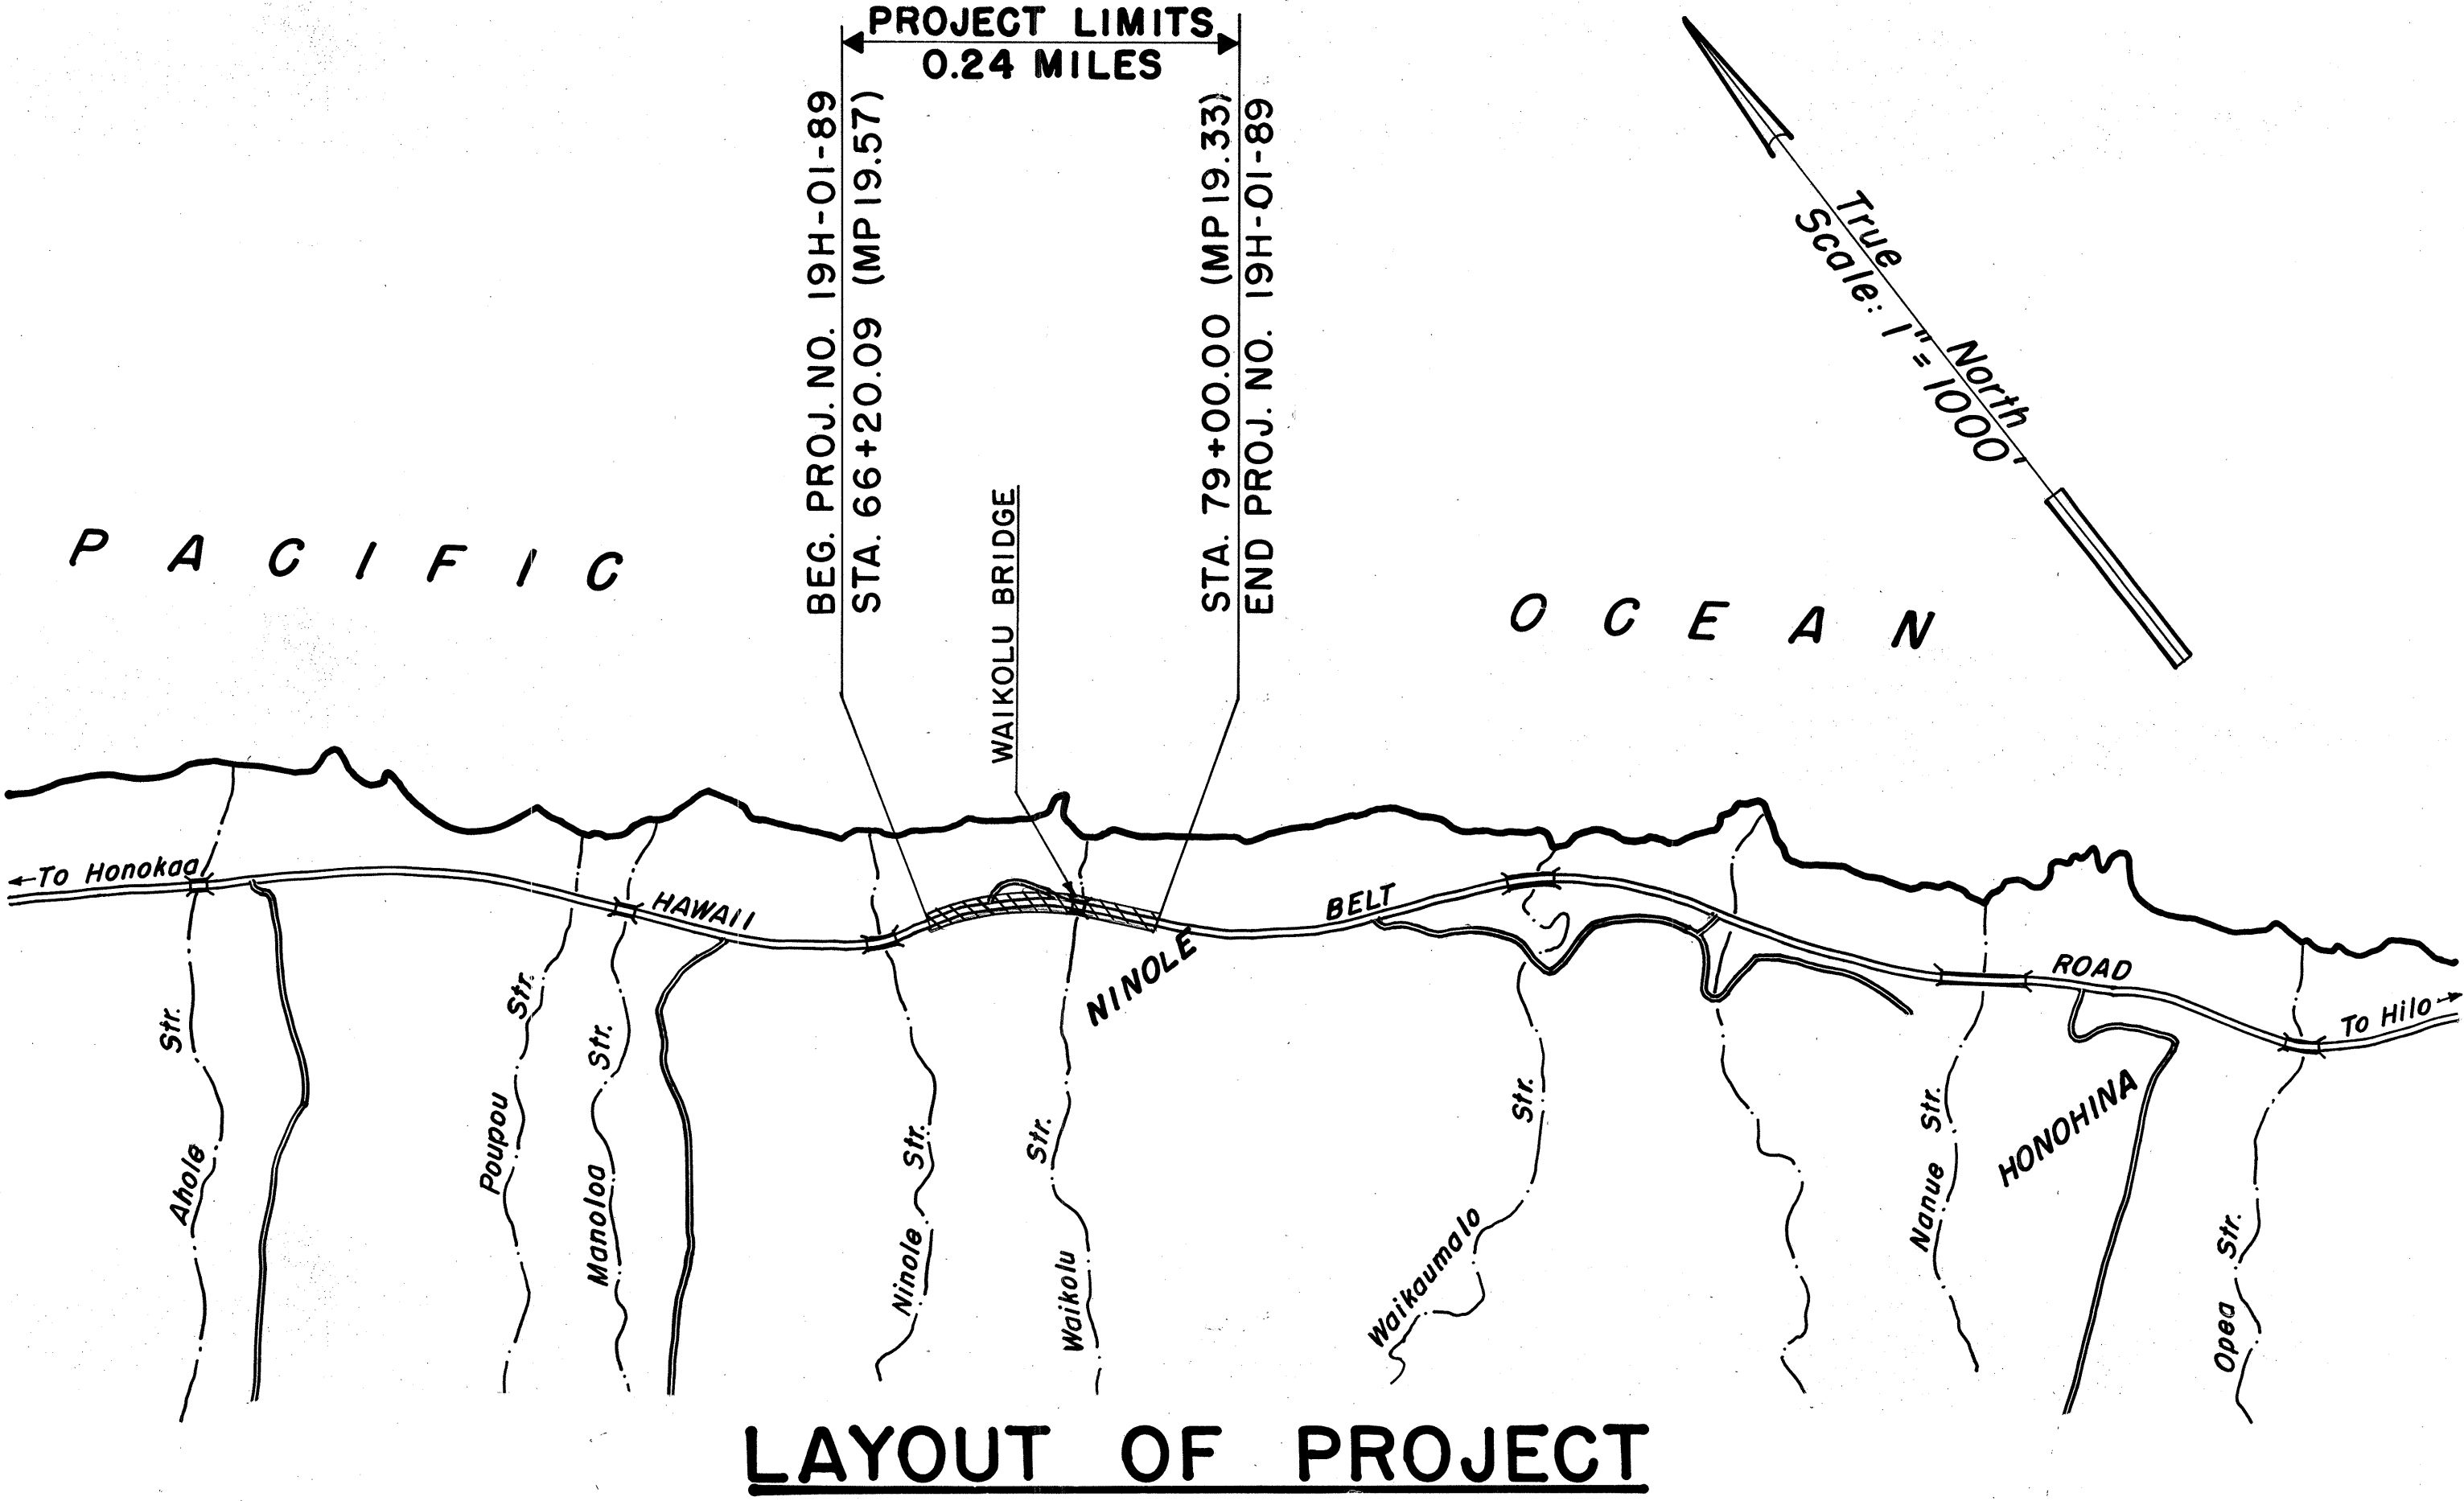 PROJECT LIMITS
0.24 MILES
BEG. PROJ. NO. 19H-01-89
STA. 66+20.09 (MP 19.57)
STA. 79+00.00 (MP 19.33)
END PROJ. NO. 19H-01-89
WAIKOLU BRIDGE
True North
Scale: 1" = 1000'
PACIFIC
OCEAN
To Honokaa
HAWAII
BELT
ROAD
To Hilo
NINOLE
HONOHINA
Ahole Str.
Poupou Str.
Manoloa Str.
Ninole Str.
Waikolu Str.
Waikaumalo Str.
Nanue Str.
Opea Str.
LAYOUT OF PROJECT